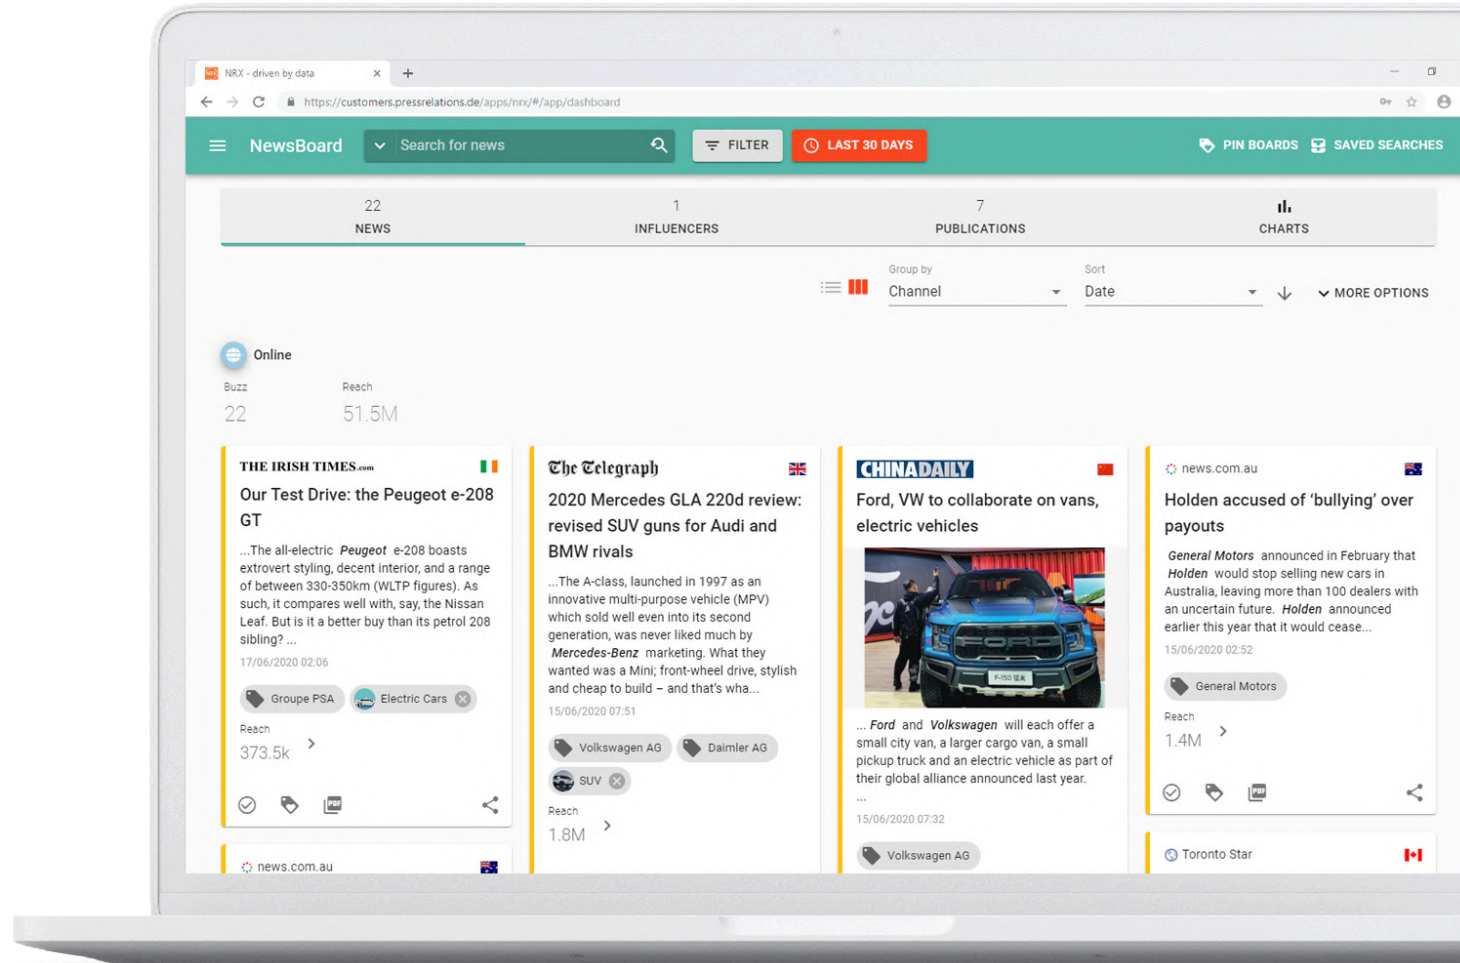 NRX - driven by data
https://customers.pressrelations.de/apps/nrx/#/app/dashboard
NewsBoard
Search for news
FILTER
LAST 30 DAYS
PIN BOARDS
SAVED SEARCHES
22
NEWS
1
INFLUENCERS
7
PUBLICATIONS
CHARTS
Group by
Channel
Sort
Date
MORE OPTIONS
Online
Buzz
22
Reach
51.5M
THE IRISH TIMES.com
Our Test Drive: the Peugeot e-208
GT
...The all-electric Peugeot e-208 boasts
extrovert styling, decent interior, and a range
of between 330-350km (WLTP figures). As
such, it compares well with, say, the Nissan
Leaf. But is it a better buy than its petrol 208
sibling? ...
17/06/2020 02:06
Groupe PSA
Electric Cars
Reach
373.5k
PDF
news.com.au
The Telegraph
2020 Mercedes GLA 220d review:
revised SUV guns for Audi and
BMW rivals
...The A-class, launched in 1997 as an
innovative multi-purpose vehicle (MPV)
which sold well even into its second
generation, was never liked much by
Mercedes-Benz marketing. What they
wanted was a Mini; front-wheel drive, stylish
and cheap to build – and that's wha...
15/06/2020 07:51
Volkswagen AG
Daimler AG
SUV
Reach
1.8M
CHINADAILY
Ford, VW to collaborate on vans,
electric vehicles
FORD
... Ford and Volkswagen will each offer a
small city van, a larger cargo van, a small
pickup truck and an electric vehicle as part of
their global alliance announced last year.
...
15/06/2020 07:32
Volkswagen AG
news.com.au
Holden accused of 'bullying' over
payouts
General Motors announced in February that
Holden would stop selling new cars in
Australia, leaving more than 100 dealers with
an uncertain future. Holden announced
earlier this year that it would cease...
15/06/2020 02:52
General Motors
Reach
1.4M
PDF
Toronto Star